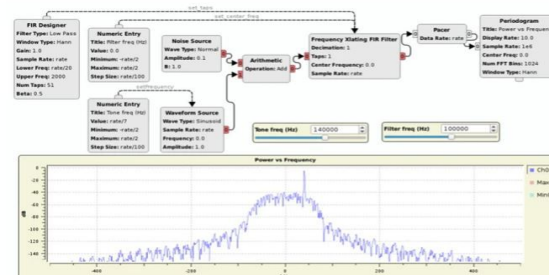 set_taps
set_center_freq
FIR Designer
Filter Type: Low Pass
Window Type: Hann
Gain: 1.0
Sample Rate: rate
Lower Freq: rate/20
Upper Freq: 2000
Num Taps: 51
Beta: 9.5
Numeric Entry
Title: Filter freq (Hz)
Value: 0.0
Minimum: -rate/2
Maximum: rate/2
Step Size: rate/100
Noise Source
Wave Type: Normal
Amplitude: 0.1
B: 1.0
Arithmetic
Operation: Add
Frequency Xlating FIR Filter
Decimation: 1
Taps: 1
Center Frequency: 0.0
Sample Rate: rate
Pacer
Data Rate: rate
Periodogram
Title: Power vs Frequen
Display Rate: 10.0
Sample Rate: 1e6
Center Freq: 0.0
Num FFT Bins: 1024
Window Type: Hann
setFrequency
Numeric Entry
Title: Tone freq (Hz)
Value: rate/7
Minimum: -rate/2
Maximum: rate/2
Step Size: rate/100
Waveform Source
Wave Type: Sinusoid
Sample Rate: rate
Frequency: 0.0
Amplitude: 1.0
Tone freq (Hz) 140000
Filter freq (Hz) 100000
Power vs Frequency
dB
0
-20
-40
-60
-80
-100
-120
-140
-400
-200
0
200
400
Ch0
Max
Min